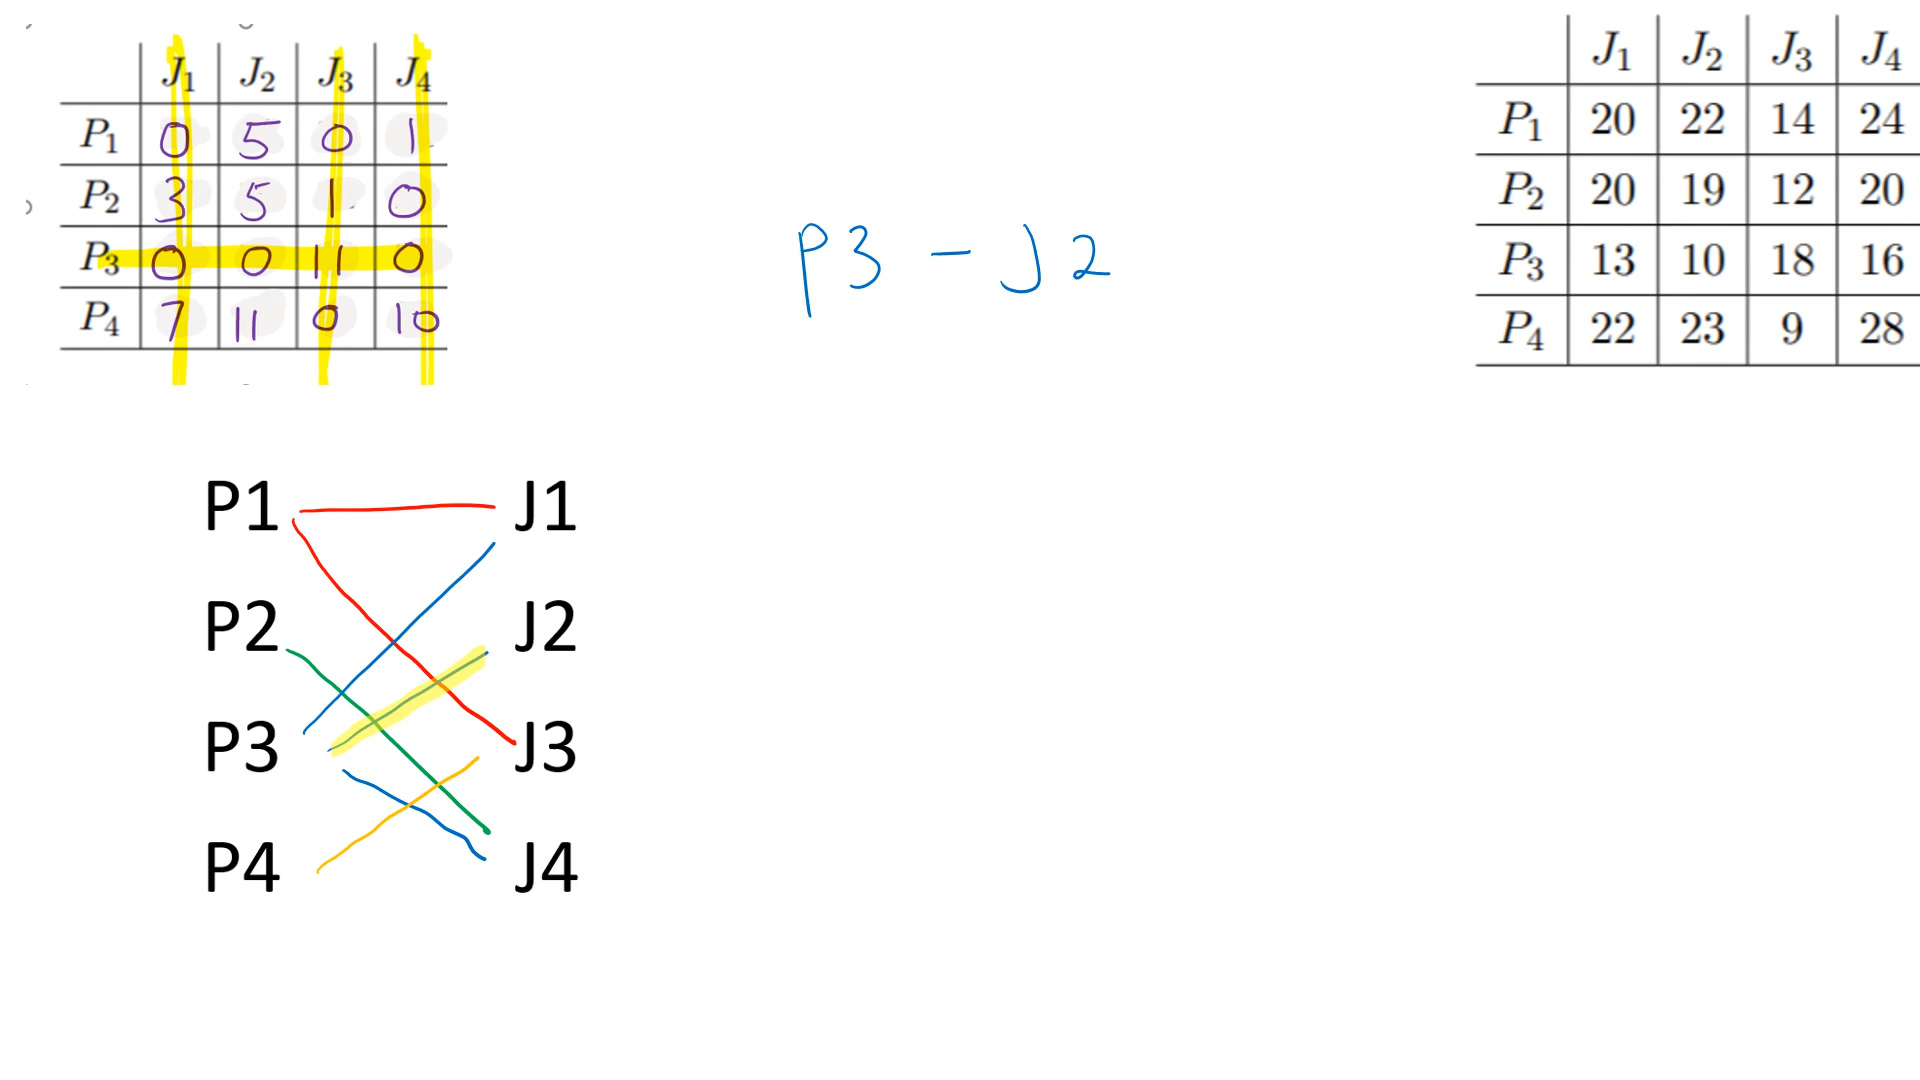 J1 J2 J3 J4
P1 0 5 0 1
P2 3 5 1 0
P3 0 0 11 0
P4 7 11 0 10
P3 - J2
J1 J2 J3 J4
P1 20 22 14 24
P2 20 19 12 20
P3 13 10 18 16
P4 22 23 9 28
P1 J1
P2 J2
P3 J3
P4 J4